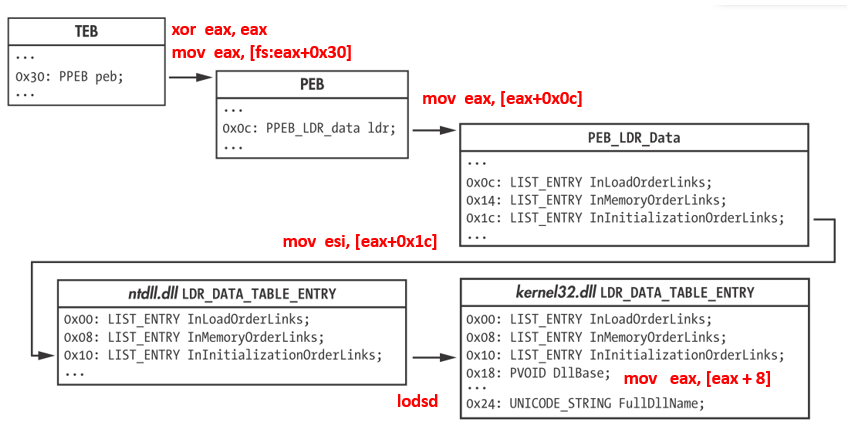 TEB
...
0x30: PPEB peb;
...
xor eax, eax
mov eax, [fs:eax+0x30]
PEB
...
0x0c: PPEB_LDR_data ldr;
...
mov eax, [eax+0x0c]
PEB_LDR_Data
...
0x0c: LIST_ENTRY InLoadOrderLinks;
0x14: LIST_ENTRY InMemoryOrderLinks;
0x1c: LIST_ENTRY InInitializationOrderLinks;
...
mov esi, [eax+0x1c]
ntdll.dll LDR_DATA_TABLE_ENTRY
0x00: LIST_ENTRY InLoadOrderLinks;
0x08: LIST_ENTRY InMemoryOrderLinks;
0x10: LIST_ENTRY InInitializationOrderLinks;
...
lodsd
kernel32.dll LDR_DATA_TABLE_ENTRY
0x00: LIST_ENTRY InLoadOrderLinks;
0x08: LIST_ENTRY InMemoryOrderLinks;
0x10: LIST_ENTRY InInitializationOrderLinks;
0x18: PVOID DllBase;
mov eax, [eax + 8]
...
0x24: UNICODE_STRING FullDllName;